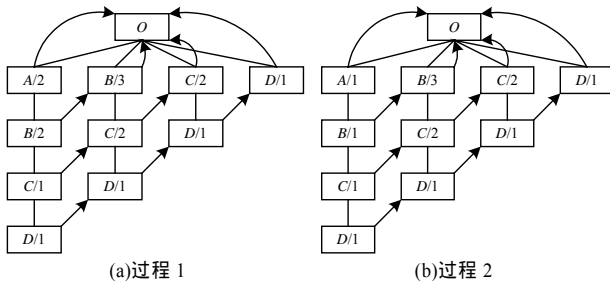 O
O
A/2 B/3 C/2 D/1
A/1 B/3 C/2 D/1
B/2 C/2 D/1
B/1 C/2 D/1
C/1 D/1
C/1 D/1
D/1
D/1
(a)过程 1
(b)过程 2